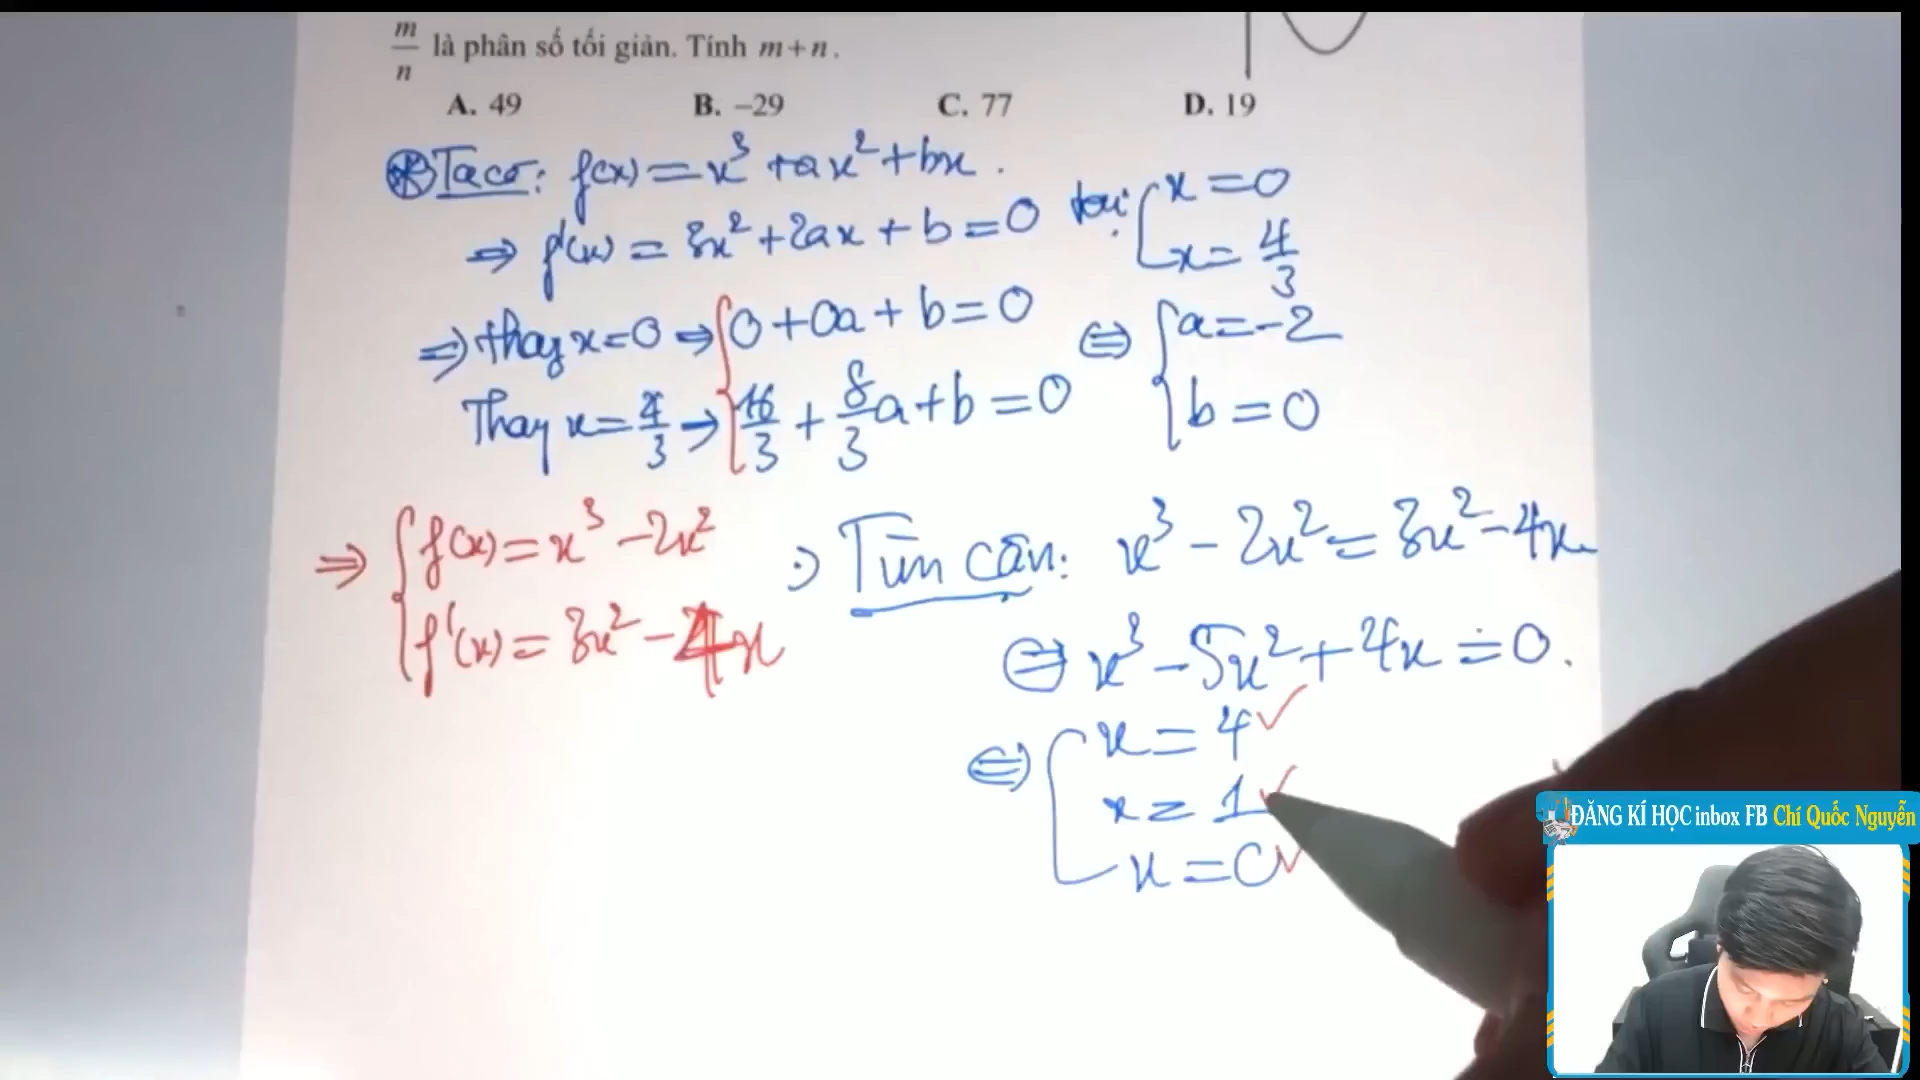 m/n là phân số tối giản. Tính m+n.
A. 49 B. −29 C. 77 D. 19
Ta có: f(x) = x³ + ax² + bx.
⇒ f'(x) = 3x² + 2ax + b = 0 tại [x = 0
x = 4/3
⇒ thay x = 0 ⇒ {0 + 0a + b = 0 ⇔ {a = -2
Thay x = 4/3 → 16/3 + 8/3a + b = 0
b = 0
⇒ {f(x) = x³ - 2x²
f'(x) = 3x² - 4x
Tìm cận: x³ - 2x² = 3x² - 4x
⇔ x³ - 5x² + 4x = 0.
⇔ [x = 4 ✓
x = 1 ✓
x = 0 ✓
ĐĂNG KÍ HỌC inbox FB Chí Quốc Nguyễn